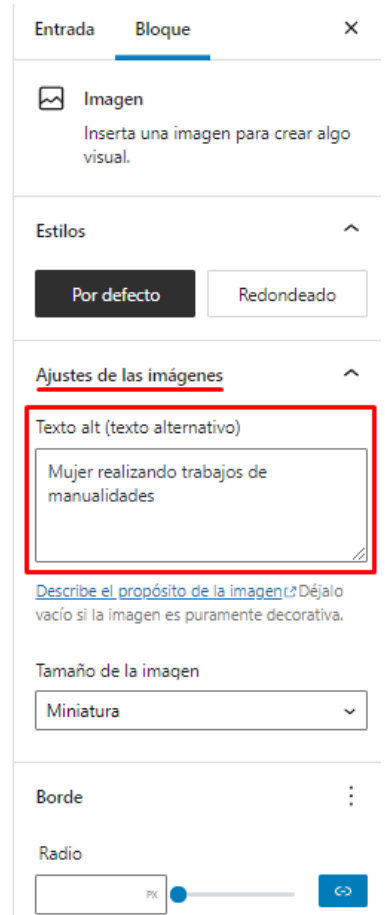 Entrada Bloque
Imagen
Inserta una imagen para crear algo
visual.
Estilos
Por defecto Redondeado
Ajustes de las imágenes
Texto alt (texto alternativo)
Mujer realizando trabajos de
manualidades
Describe el propósito de la imagen Déjalo
vacío si la imagen es puramente decorativa.
Tamaño de la imagen
Miniatura
Borde
Radio
PX